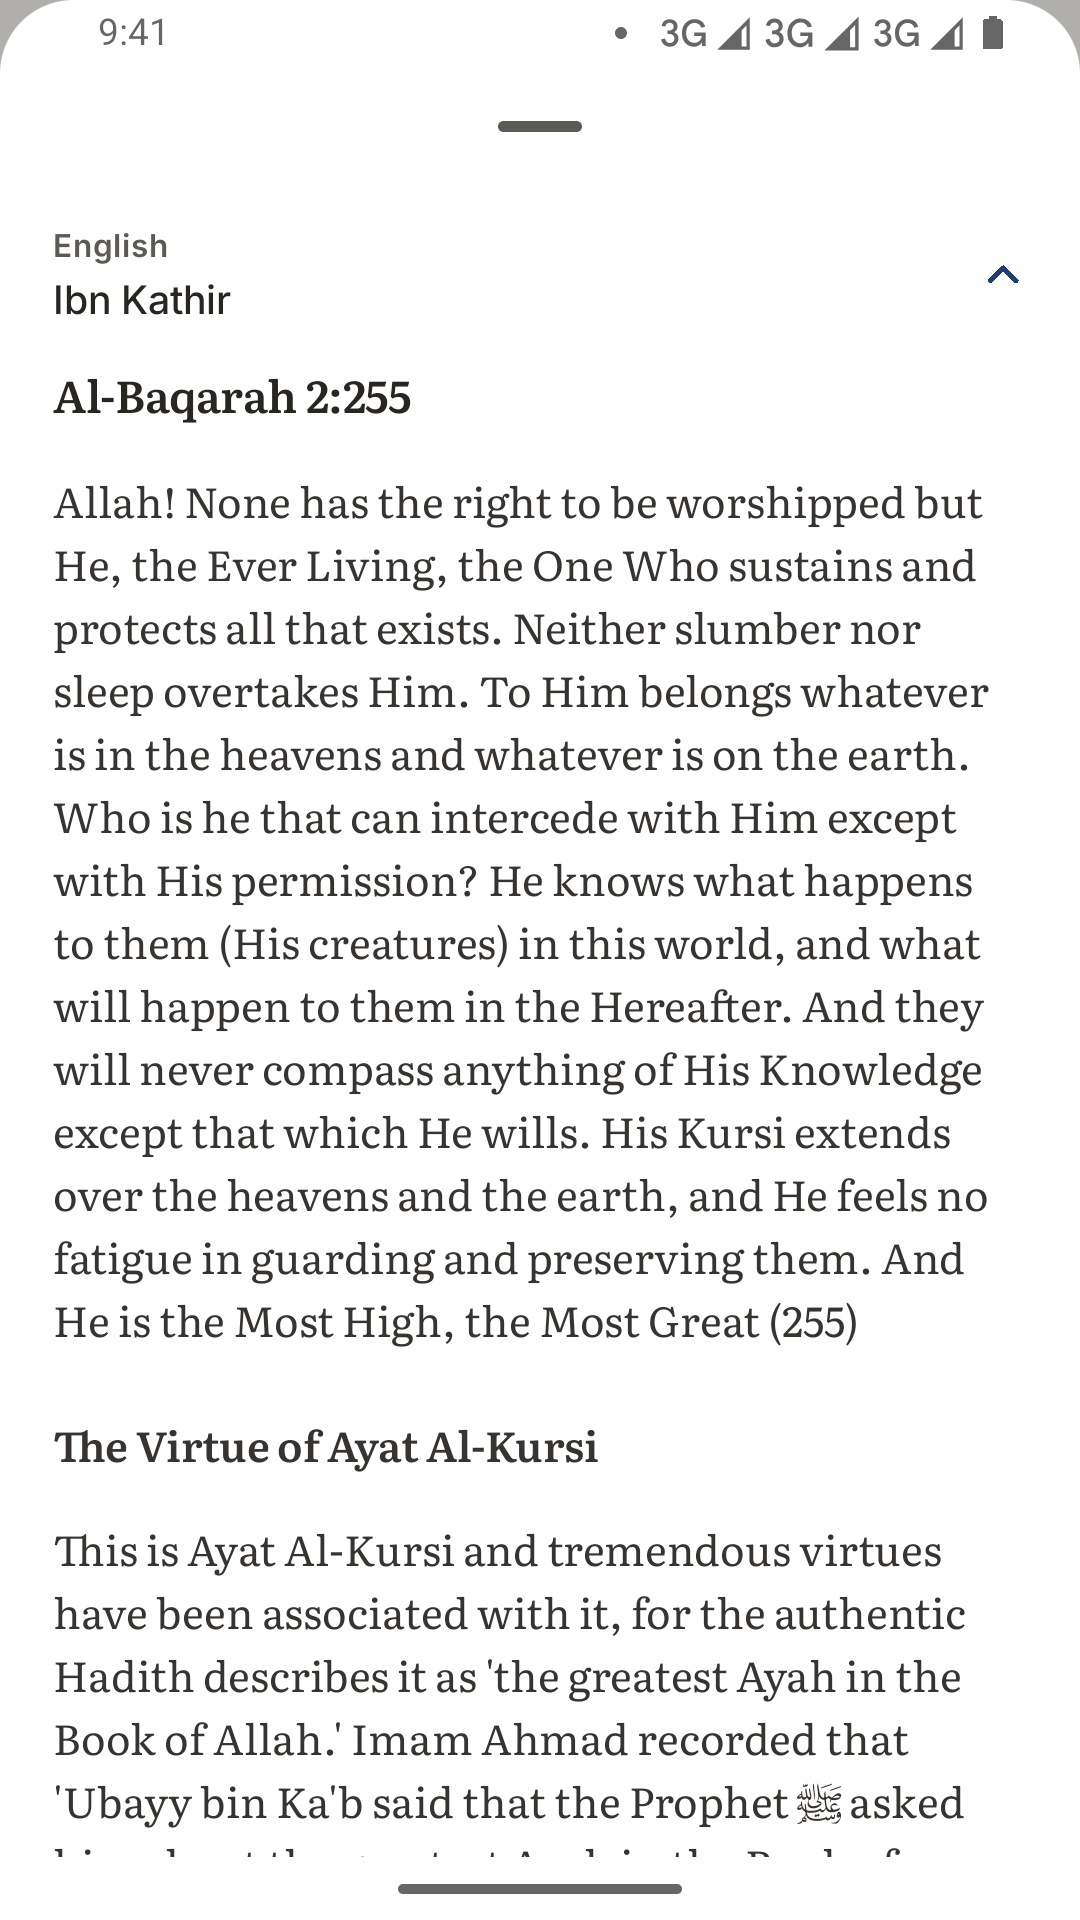 9:41
3G 3G 3G
English
Ibn Kathir
Al-Baqarah 2:255
Allah! None has the right to be worshipped but
He, the Ever Living, the One Who sustains and
protects all that exists. Neither slumber nor
sleep overtakes Him. To Him belongs whatever
is in the heavens and whatever is on the earth.
Who is he that can intercede with Him except
with His permission? He knows what happens
to them (His creatures) in this world, and what
will happen to them in the Hereafter. And they
will never compass anything of His Knowledge
except that which He wills. His Kursi extends
over the heavens and the earth, and He feels no
fatigue in guarding and preserving them. And
He is the Most High, the Most Great (255)
The Virtue of Ayat Al-Kursi
This is Ayat Al-Kursi and tremendous virtues
have been associated with it, for the authentic
Hadith describes it as 'the greatest Ayah in the
Book of Allah.' Imam Ahmad recorded that
'Ubayy bin Ka'b said that the Prophet ﷺ asked